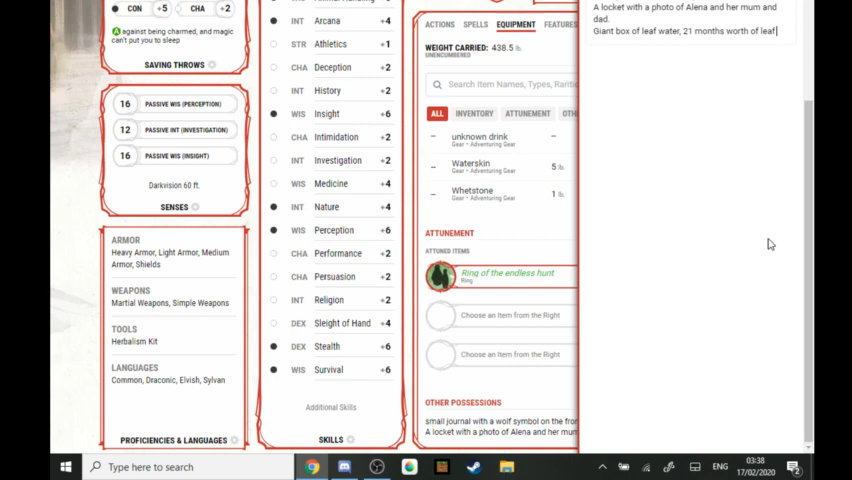 CON +5 CHA +2
A against being charmed, and magic
can't put you to sleep
SAVING THROWS
16 PASSIVE WIS (PERCEPTION)
12 PASSIVE INT (INVESTIGATION)
16 PASSIVE WIS (INSIGHT)
Darkvision 60 ft.
SENSES
ARMOR
Heavy Armor, Light Armor, Medium
Armor, Shields
WEAPONS
Martial Weapons, Simple Weapons
TOOLS
Herbalism Kit
LANGUAGES
Common, Draconic, Elvish, Sylvan
PROFICIENCIES & LANGUAGES
INT Arcana +4
STR Athletics +1
CHA Deception +2
INT History +2
WIS Insight +6
CHA Intimidation +2
INT Investigation +2
WIS Medicine +4
INT Nature +4
WIS Perception +6
CHA Performance +2
CHA Persuasion +2
INT Religion +2
DEX Sleight of Hand +4
DEX Stealth +6
WIS Survival +6
Additional Skills
SKILLS
ACTIONS SPELLS EQUIPMENT FEATURES
WEIGHT CARRIED: 438.5 lb.
UNENCUMBERED
Search Item Names, Types, Rarities
ALL INVENTORY ATTUNEMENT OTH
– unknown drink –
Gear • Adventuring Gear
– Waterskin 5 lb.
Gear • Adventuring Gear
– Whetstone 1 lb.
Gear • Adventuring Gear
ATTUNEMENT
ATTUNED ITEMS
Ring of the endless hunt
Ring
Choose an Item from the Right
Choose an Item from the Right
OTHER POSSESSIONS
small journal with a wolf symbol on the fron
A locket with a photo of Alena and her mum
A locket with a photo of Alena and her mum and
dad.
Giant box of leaf water, 21 months worth of leaf
Type here to search
ENG
03:38
17/02/2020
2